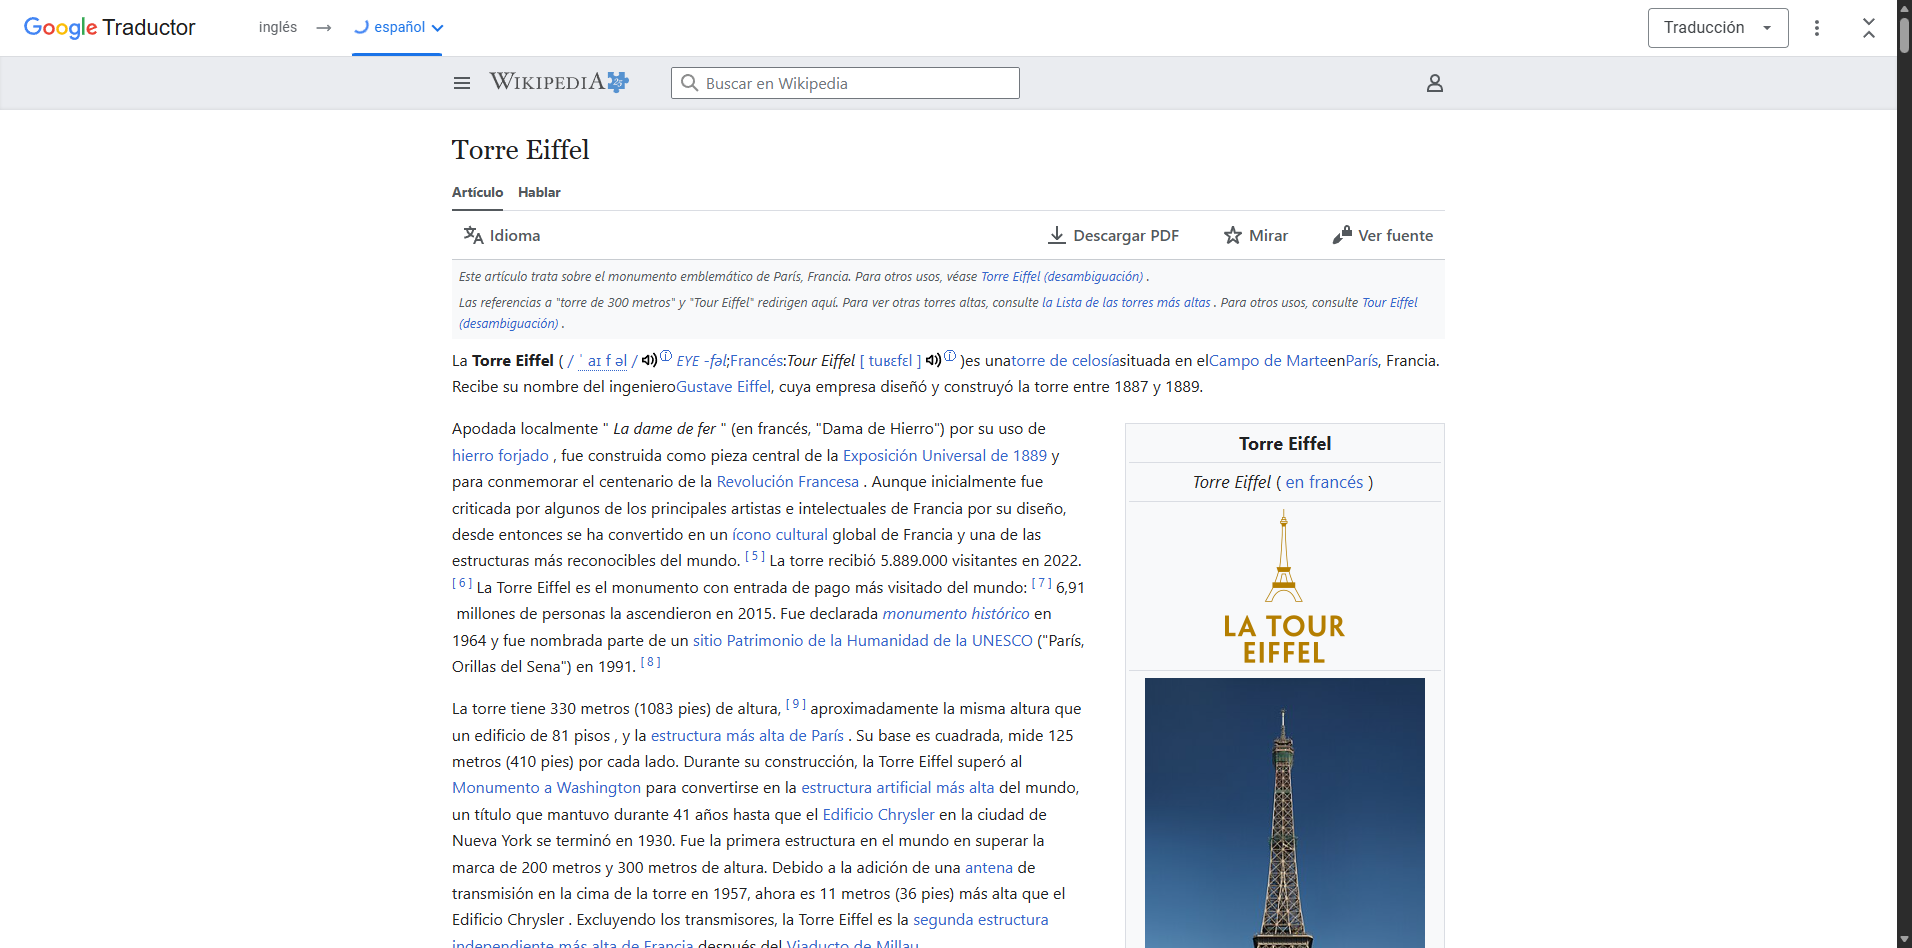 Google Traductor
inglés → español
Traducción
WIKIPEDIA 25
Buscar en Wikipedia
Torre Eiffel
Artículo Hablar
Idioma
Descargar PDF
Mirar
Ver fuente
Este artículo trata sobre el monumento emblemático de París, Francia. Para otros usos, véase Torre Eiffel (desambiguación) .
Las referencias a "torre de 300 metros" y "Tour Eiffel" redirigen aquí. Para ver otras torres altas, consulte la Lista de las torres más altas . Para otros usos, consulte Tour Eiffel
(desambiguación) .
La Torre Eiffel ( / ˈ aɪ f əl / ⓘ EYE -fəl;Francés:Tour Eiffel [ tuʁɛfɛl ] ⓘ )es unatorre de celosíasituada en elCampo de MarteenParís, Francia.
Recibe su nombre del ingenieroGustave Eiffel, cuya empresa diseñó y construyó la torre entre 1887 y 1889.
Apodada localmente " La dame de fer " (en francés, "Dama de Hierro") por su uso de
hierro forjado , fue construida como pieza central de la Exposición Universal de 1889 y
para conmemorar el centenario de la Revolución Francesa . Aunque inicialmente fue
criticada por algunos de los principales artistas e intelectuales de Francia por su diseño,
desde entonces se ha convertido en un ícono cultural global de Francia y una de las
estructuras más reconocibles del mundo. [ 5 ] La torre recibió 5.889.000 visitantes en 2022.
[ 6 ] La Torre Eiffel es el monumento con entrada de pago más visitado del mundo: [ 7 ] 6,91
millones de personas la ascendieron en 2015. Fue declarada monumento histórico en
1964 y fue nombrada parte de un sitio Patrimonio de la Humanidad de la UNESCO ("París,
Orillas del Sena") en 1991. [ 8 ]
La torre tiene 330 metros (1083 pies) de altura, [ 9 ] aproximadamente la misma altura que
un edificio de 81 pisos , y la estructura más alta de París . Su base es cuadrada, mide 125
metros (410 pies) por cada lado. Durante su construcción, la Torre Eiffel superó al
Monumento a Washington para convertirse en la estructura artificial más alta del mundo,
un título que mantuvo durante 41 años hasta que el Edificio Chrysler en la ciudad de
Nueva York se terminó en 1930. Fue la primera estructura en el mundo en superar la
marca de 200 metros y 300 metros de altura. Debido a la adición de una antena de
transmisión en la cima de la torre en 1957, ahora es 11 metros (36 pies) más alta que el
Edificio Chrysler . Excluyendo los transmisores, la Torre Eiffel es la segunda estructura
independiente más alta de Francia después del Viaducto de Millau
Torre Eiffel
Torre Eiffel ( en francés )
LA TOUR
EIFFEL